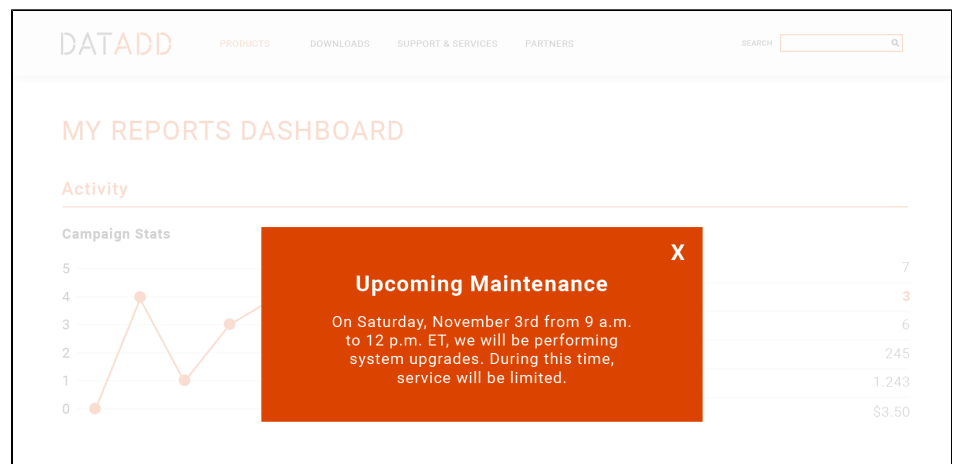 DATADD
PRODUCTS DOWNLOADS SUPPORT & SERVICES PARTNERS SEARCH
MY REPORTS DASHBOARD
Activity
Campaign Stats
X
Upcoming Maintenance
On Saturday, November 3rd from 9 a.m.
to 12 p.m. ET, we will be performing
system upgrades. During this time,
service will be limited.
5
4
3
2
1
0
7
3
6
245
1.243
$3.50